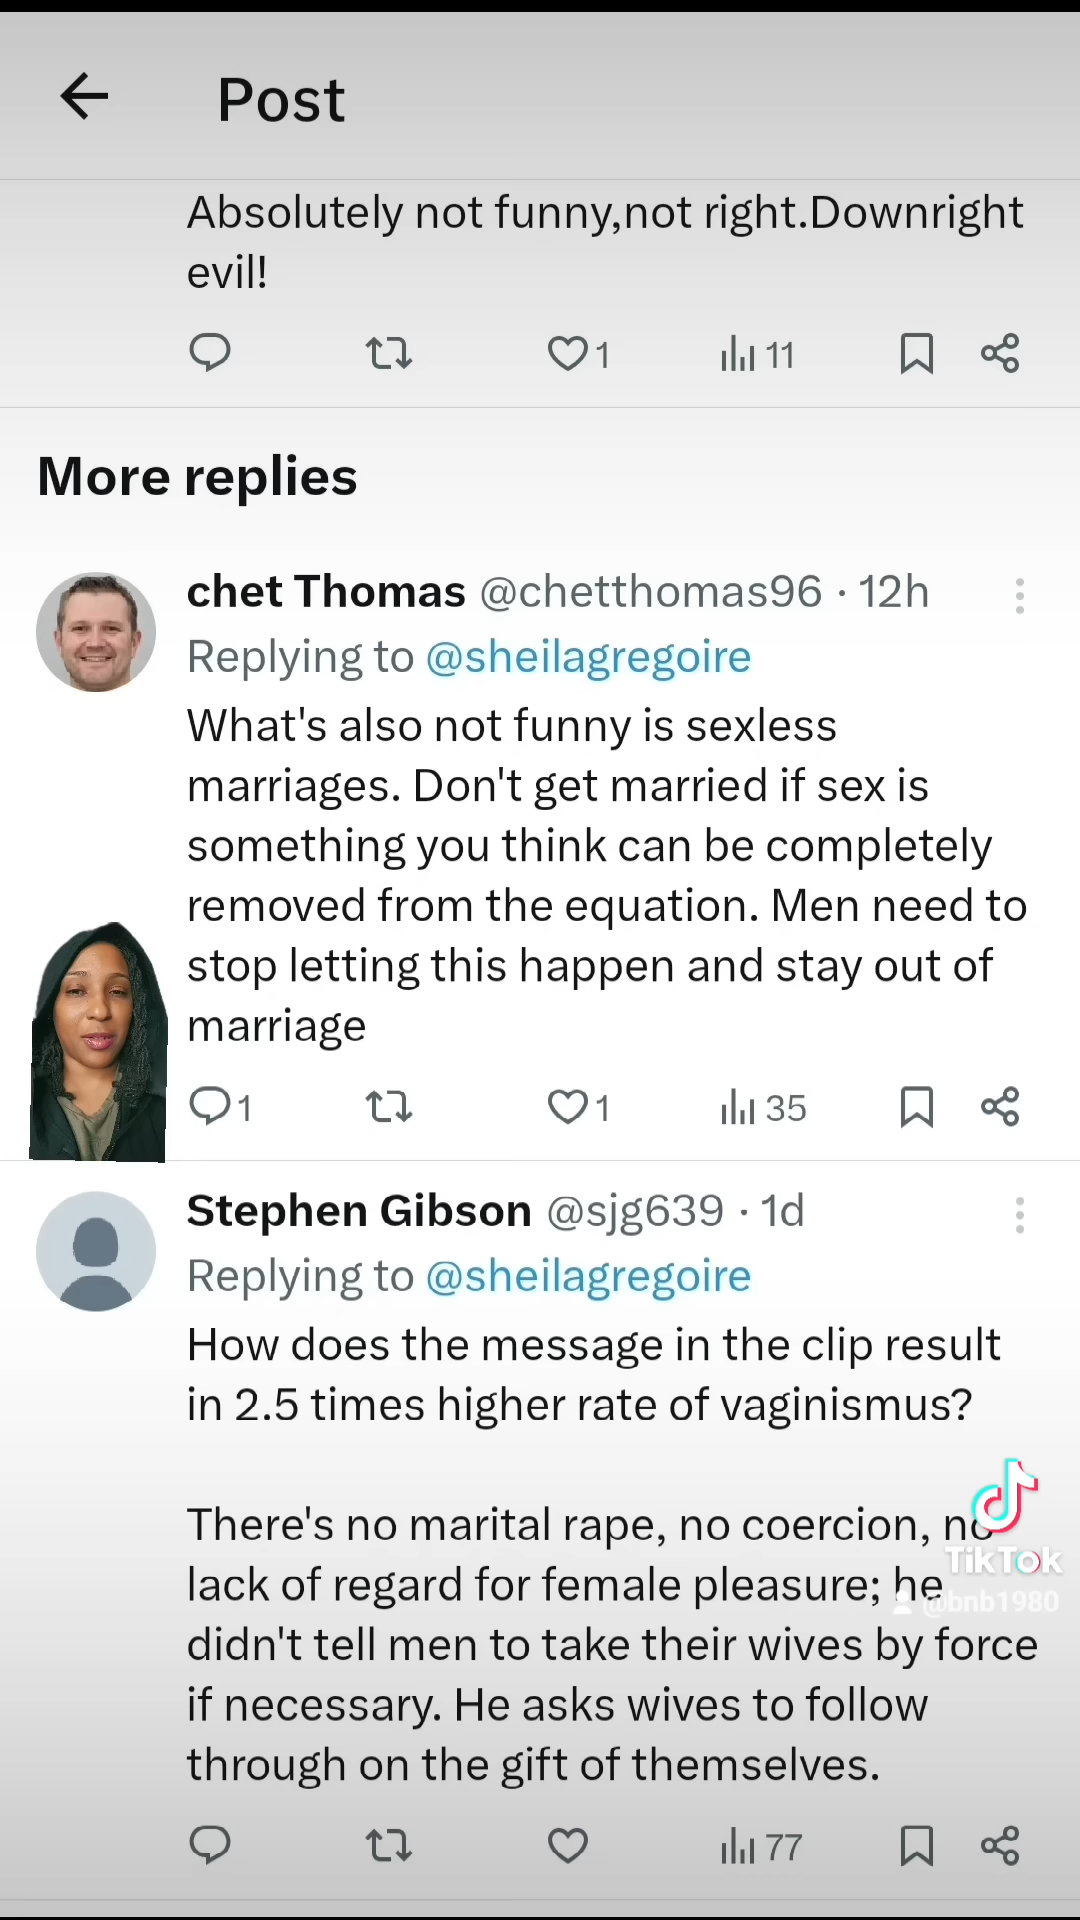 Post
Absolutely not funny,not right.Downright
evil!
1
11
More replies
chet Thomas @chetthomas96 · 12h
Replying to @sheilagregoire
What's also not funny is sexless
marriages. Don't get married if sex is
something you think can be completely
removed from the equation. Men need to
stop letting this happen and stay out of
marriage
1
1
35
Stephen Gibson @sjg639 · 1d
Replying to @sheilagregoire
How does the message in the clip result
in 2.5 times higher rate of vaginismus?
There's no marital rape, no coercion, no
lack of regard for female pleasure; he
didn't tell men to take their wives by force
if necessary. He asks wives to follow
through on the gift of themselves.
77
TikTok
@bnb1980